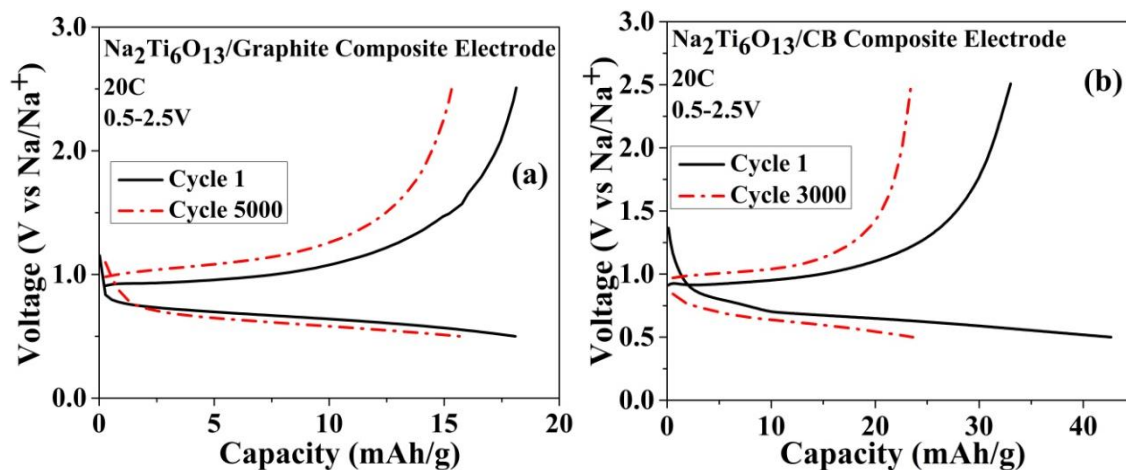 3.0
2.0
1.0
0.0
0
5
10
15
20
Voltage (V vs Na/Na⁺)
Capacity (mAh/g)
Na₂Ti₆O₁₃/Graphite Composite Electrode
20C
0.5-2.5V
Cycle 1
Cycle 5000
(a)
3.0
2.5
2.0
1.5
1.0
0.5
0.0
0
10
20
30
40
Voltage (V vs Na/Na⁺)
Capacity (mAh/g)
Na₂Ti₆O₁₃/CB Composite Electrode
20C
0.5-2.5V
Cycle 1
Cycle 3000
(b)